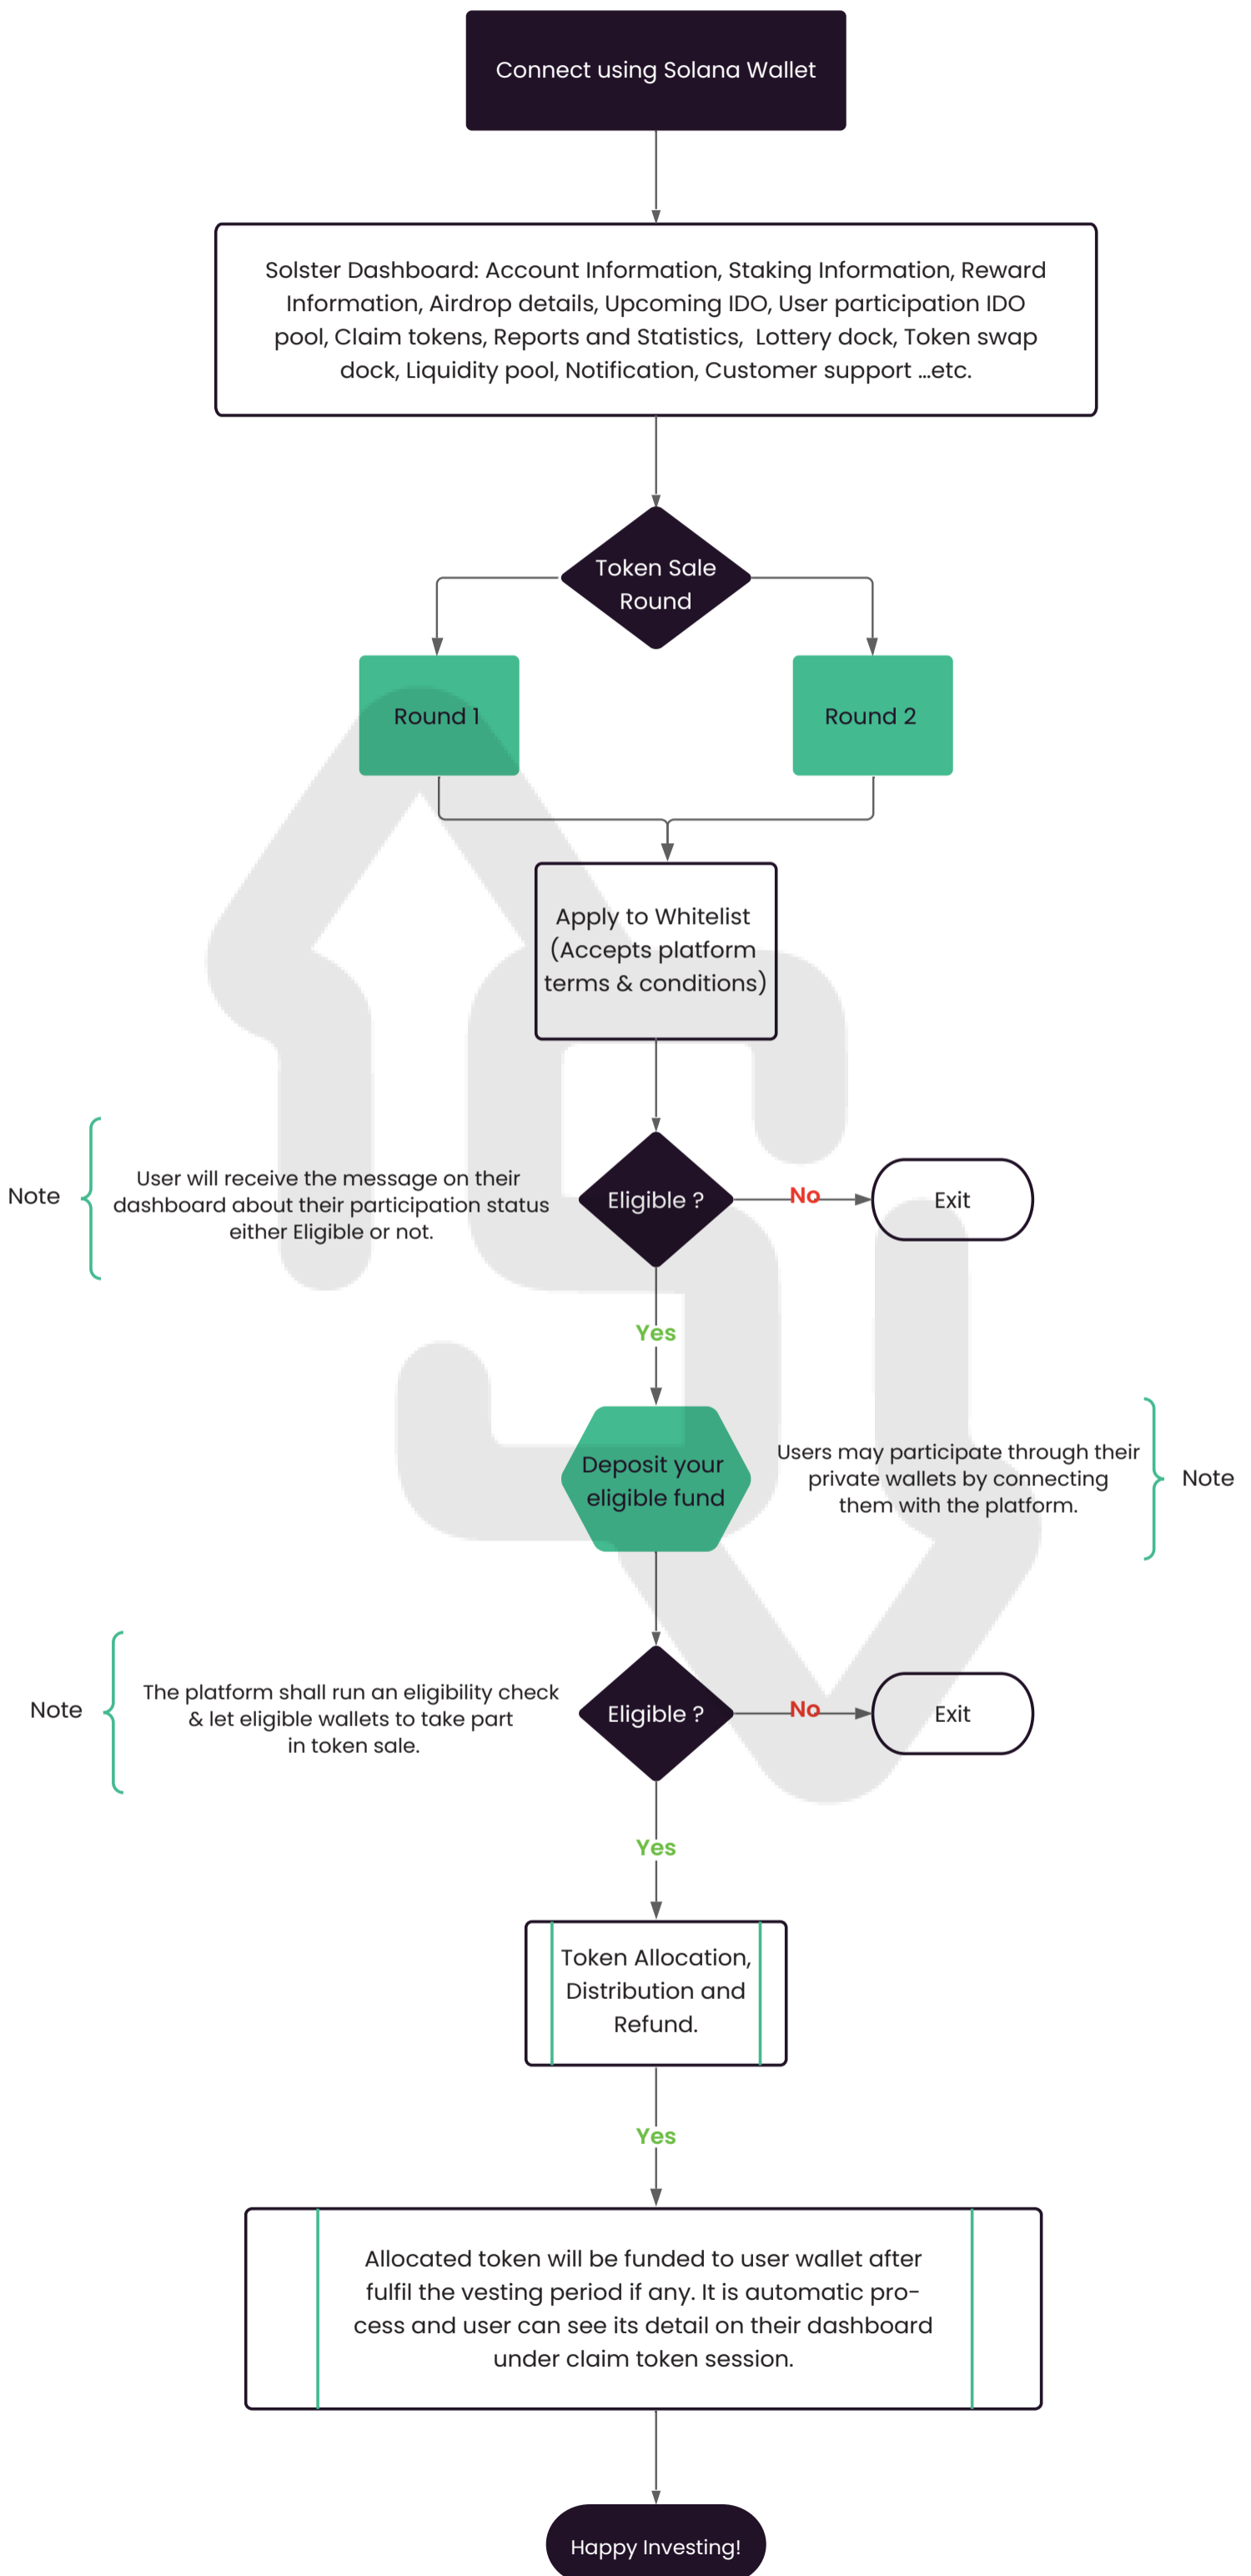 Connect using Solana Wallet
Solster Dashboard: Account Information, Staking Information, Reward
Information, Airdrop details, Upcoming IDO, User participation IDO
pool, Claim tokens, Reports and Statistics,  Lottery dock, Token swap
dock, Liquidity pool, Notification, Customer support ...etc.
Token Sale
Round
Round 1
Round 2
Apply to Whitelist
(Accepts platform
terms & conditions)
Note
User will receive the message on their
dashboard about their participation status
either Eligible or not.
Eligible ?
No
Exit
Yes
Deposit your
eligible fund
Users may participate through their
private wallets by connecting
them with the platform.
Note
Note
The platform shall run an eligibility check
& let eligible wallets to take part
in token sale.
Eligible ?
No
Exit
Yes
Token Allocation,
Distribution and
Refund.
Yes
Allocated token will be funded to user wallet after
fulfil the vesting period if any. It is automatic pro-
cess and user can see its detail on their dashboard
under claim token session.
Happy Investing!